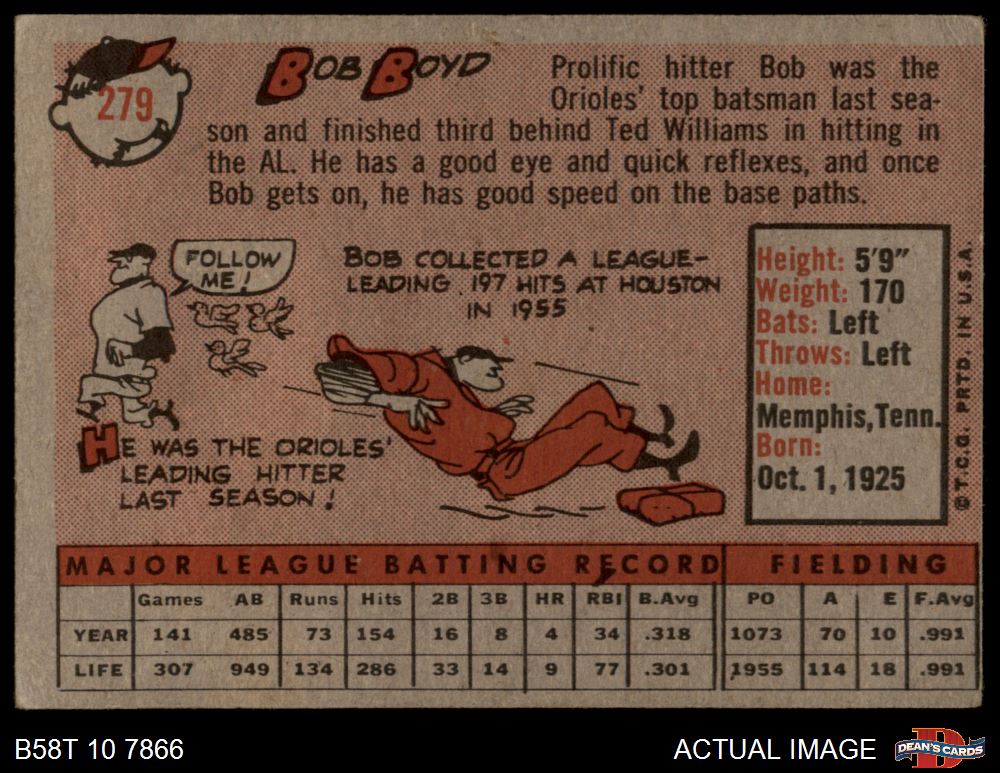 279
BOB BOYD
Prolific hitter Bob was the
Orioles' top batsman last sea-
son and finished third behind Ted Williams in hitting in
the AL. He has a good eye and quick reflexes, and once
Bob gets on, he has good speed on the base paths.
FOLLOW
ME!
HE WAS THE ORIOLES'
LEADING HITTER
LAST SEASON!
BOB COLLECTED A LEAGUE-
LEADING 197 HITS AT HOUSTON
IN 1955
Height: 5'9"
Weight: 170
Bats: Left
Throws: Left
Home:
Memphis, Tenn.
Born:
Oct. 1, 1925
©T.C.G. PRTD. IN U.S.A.
MAJOR LEAGUE BATTING RECORD FIELDING
Games AB Runs Hits 2B 3B HR RBI B.Avg PO A E F.Avg
YEAR 141 485 73 154 16 8 4 34 .318 1073 70 10 .991
LIFE 307 949 134 286 33 14 9 77 .301 1955 114 18 .991
B58T 10 7866
ACTUAL IMAGE
D
DEAN'S CARDS